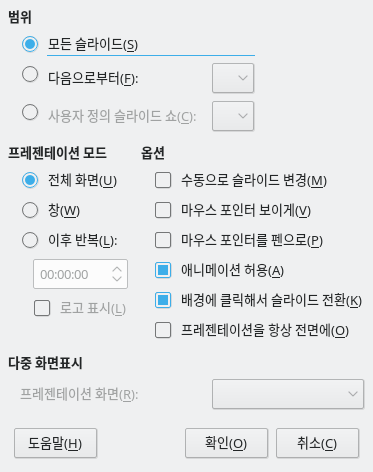 범위
모든 슬라이드(S)
다음으로부터(F):
사용자 정의 슬라이드 쇼(C):
프레젠테이션 모드 옵션
전체 화면(U) 수동으로 슬라이드 변경(M)
창(W) 마우스 포인터 보이게(V)
이후 반복(L): 마우스 포인터를 펜으로(P)
00:00:00 애니메이션 허용(A)
로고 표시(L) 배경에 클릭해서 슬라이드 전환(K)
프레젠테이션을 항상 전면에(O)
다중 화면표시
프레젠테이션 화면(R):
도움말(H) 확인(O) 취소(C)